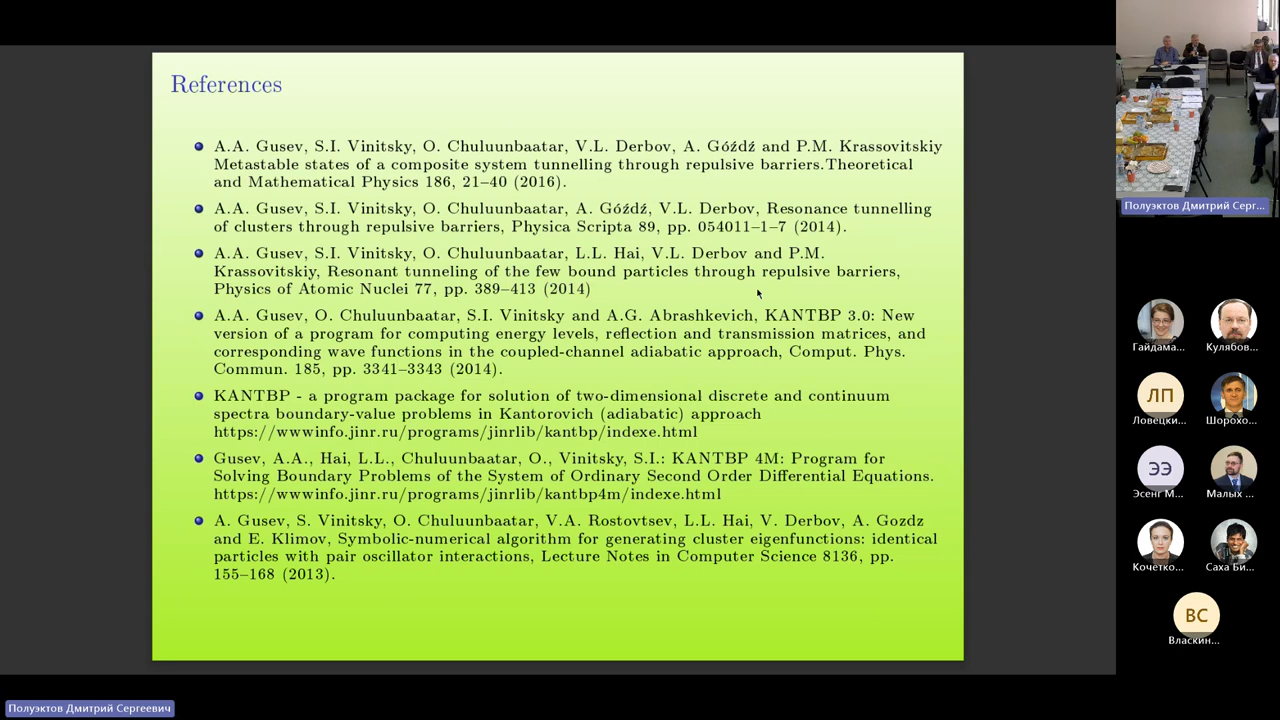 References
A.A. Gusev, S.I. Vinitsky, O. Chuluunbaatar, V.L. Derbov, A. Góźdź and P.M. Krassovitskiy
Metastable states of a composite system tunnelling through repulsive barriers.Theoretical
and Mathematical Physics 186, 21–40 (2016).
A.A. Gusev, S.I. Vinitsky, O. Chuluunbaatar, A. Góźdź, V.L. Derbov, Resonance tunnelling
of clusters through repulsive barriers, Physica Scripta 89, pp. 054011–1–7 (2014).
A.A. Gusev, S.I. Vinitsky, O. Chuluunbaatar, L.L. Hai, V.L. Derbov and P.M.
Krassovitskiy, Resonant tunneling of the few bound particles through repulsive barriers,
Physics of Atomic Nuclei 77, pp. 389–413 (2014)
A.A. Gusev, O. Chuluunbaatar, S.I. Vinitsky and A.G. Abrashkevich, KANTBP 3.0: New
version of a program for computing energy levels, reflection and transmission matrices, and
corresponding wave functions in the coupled-channel adiabatic approach, Comput. Phys.
Commun. 185, pp. 3341–3343 (2014).
KANTBP - a program package for solution of two-dimensional discrete and continuum
spectra boundary-value problems in Kantorovich (adiabatic) approach
https://wwwinfo.jinr.ru/programs/jinrlib/kantbp/indexe.html
Gusev, A.A., Hai, L.L., Chuluunbaatar, O., Vinitsky, S.I.: KANTBP 4M: Program for
Solving Boundary Problems of the System of Ordinary Second Order Differential Equations.
https://wwwinfo.jinr.ru/programs/jinrlib/kantbp4m/indexe.html
A. Gusev, S. Vinitsky, O. Chuluunbaatar, V.A. Rostovtsev, L.L. Hai, V. Derbov, A. Gozdz
and E. Klimov, Symbolic-numerical algorithm for generating cluster eigenfunctions: identical
particles with pair oscillator interactions, Lecture Notes in Computer Science 8136, pp.
155–168 (2013).
Полуэктов Дмитрий Серг...
Гайдама...
Кулябов...
ЛП
Ловецки...
Шорохо...
ЭЭ
Эсенг М...
Малых ...
Кочетко...
Саха Би...
ВС
Власкин...
Полуэктов Дмитрий Сергеевич